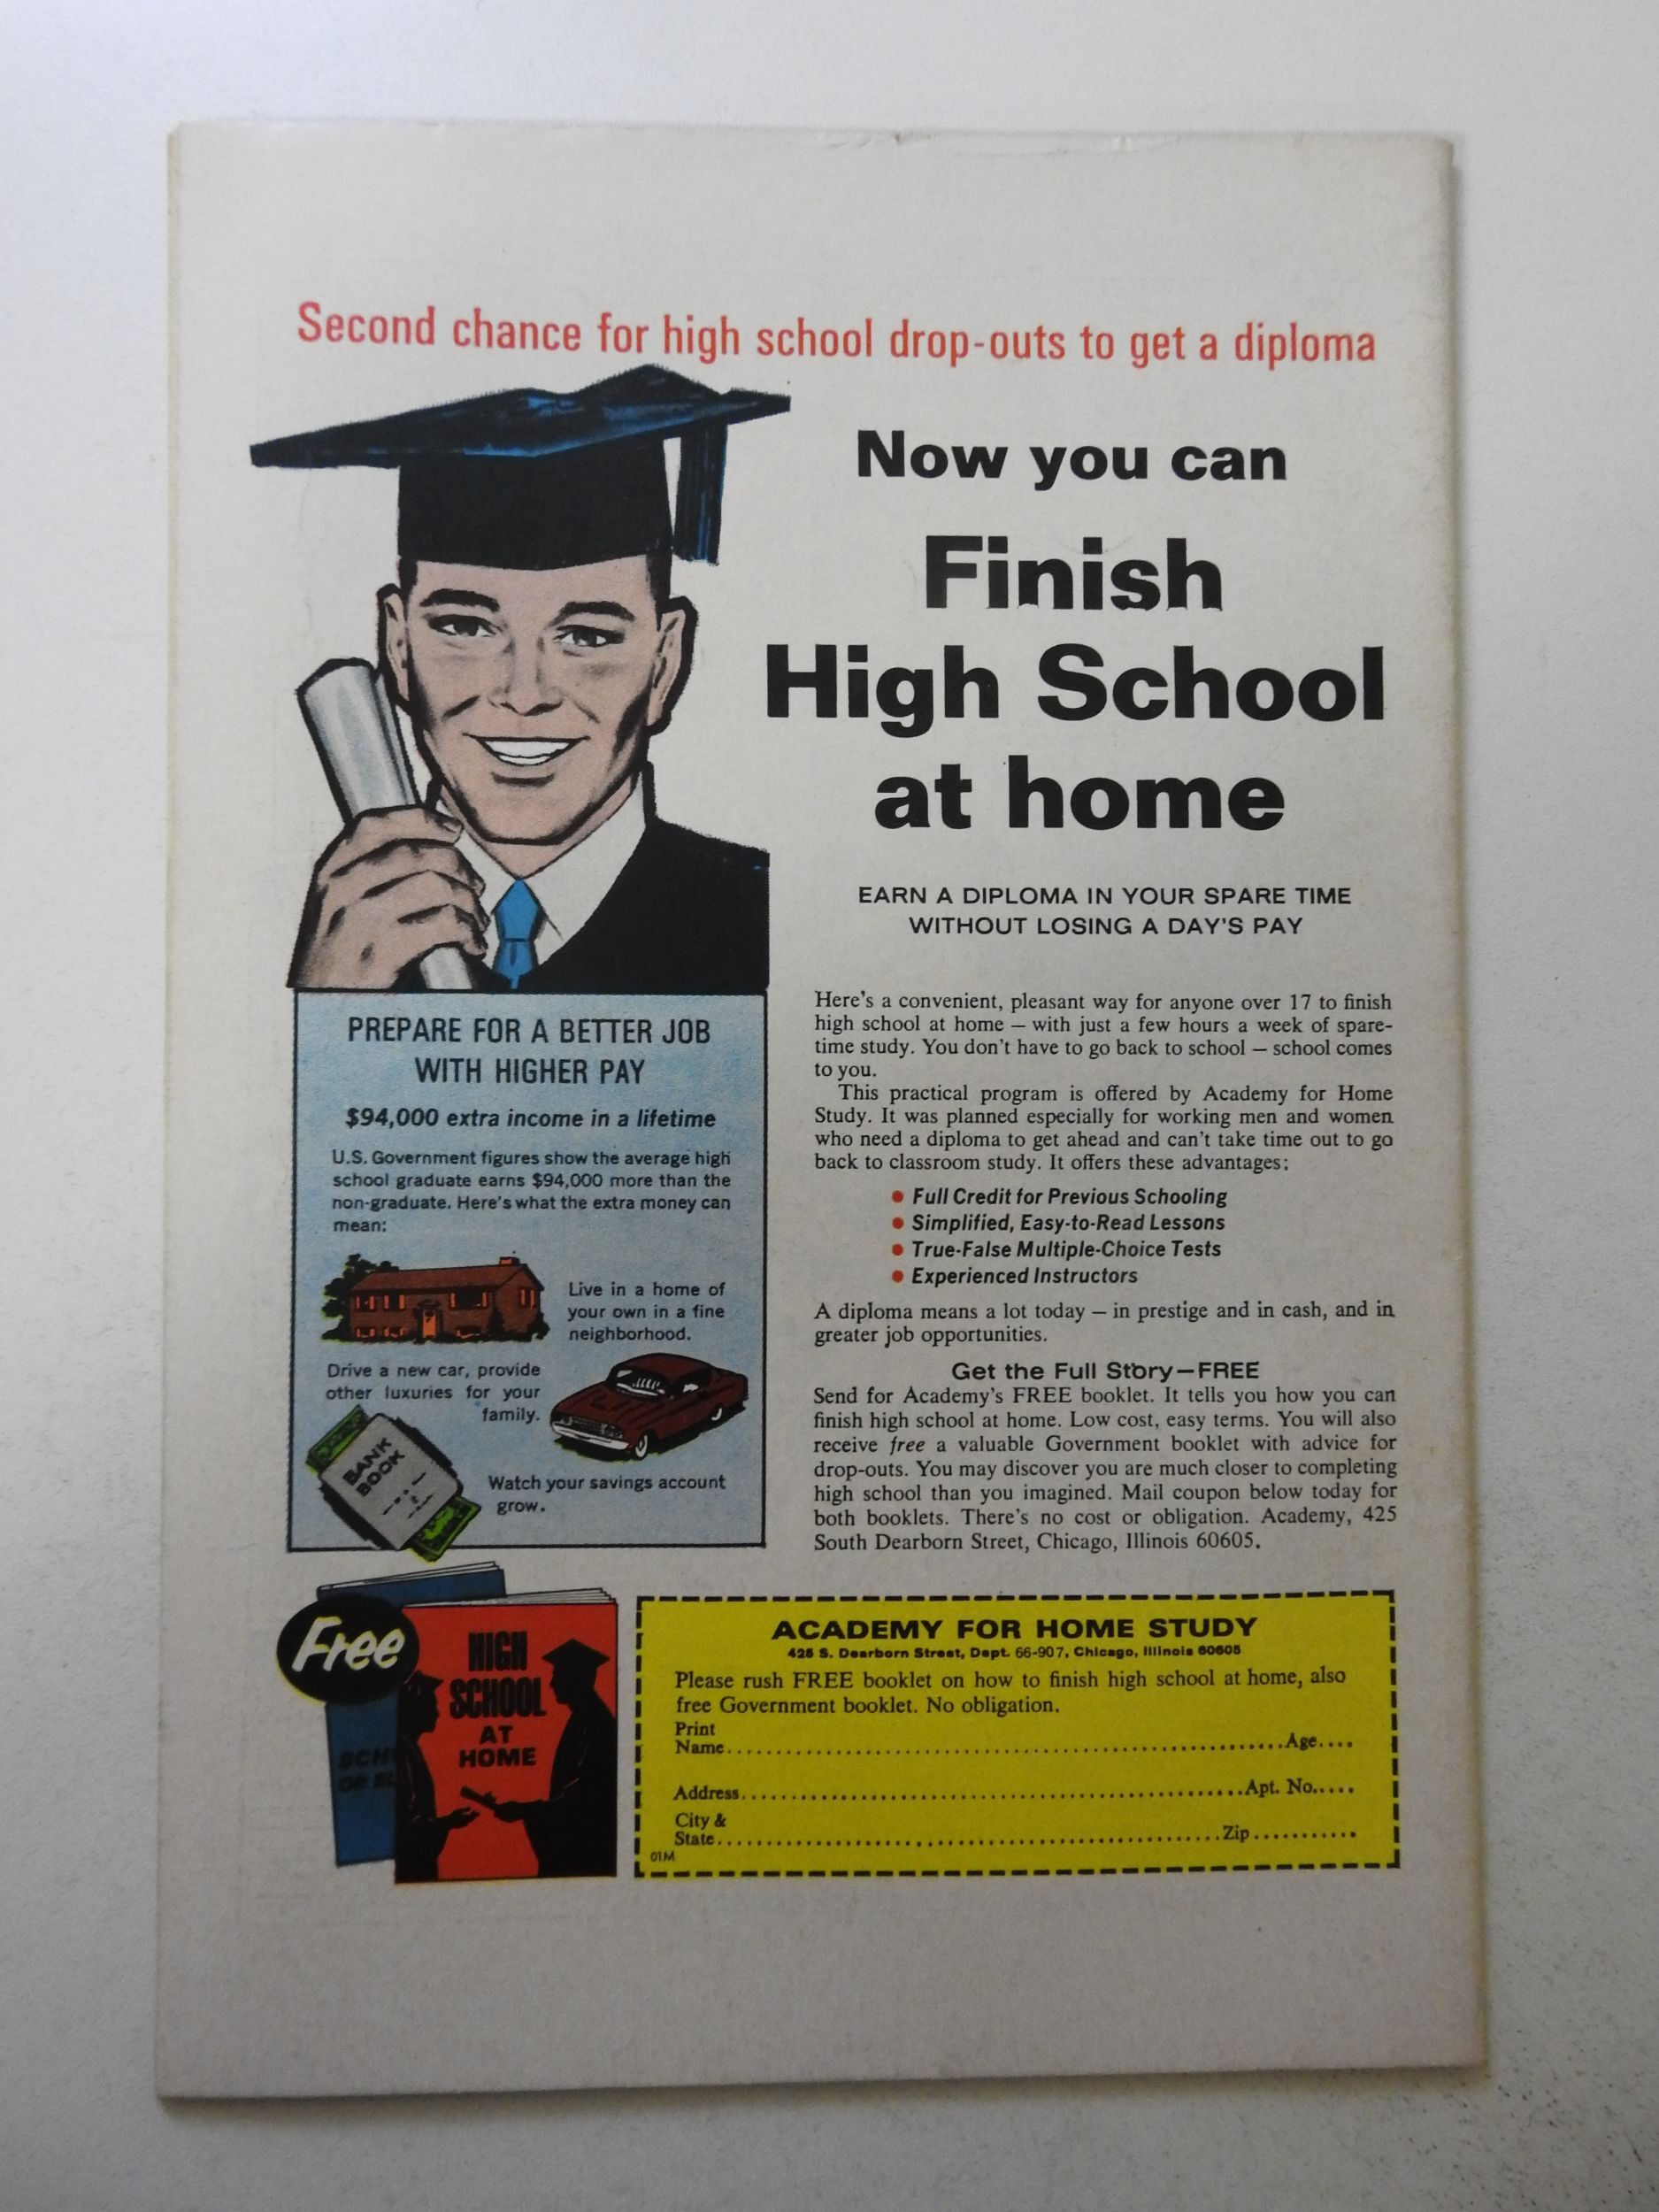 Second chance for high school drop-outs to get a diploma
Now you can
Finish
High School
at home
EARN A DIPLOMA IN YOUR SPARE TIME
WITHOUT LOSING A DAY'S PAY
PREPARE FOR A BETTER JOB
WITH HIGHER PAY
$94,000 extra income in a lifetime
U.S. Government figures show the average high
school graduate earns $94,000 more than the
non-graduate. Here's what the extra money can
mean:
Live in a home of
your own in a fine
neighborhood.
Drive a new car, provide
other luxuries for your
family.
BANK
BOOK
Watch your savings account
grow.
Here's a convenient, pleasant way for anyone over 17 to finish
high school at home — with just a few hours a week of spare-
time study. You don't have to go back to school — school comes
to you.
This practical program is offered by Academy for Home
Study. It was planned especially for working men and women
who need a diploma to get ahead and can't take time out to go
back to classroom study. It offers these advantages:
● Full Credit for Previous Schooling
● Simplified, Easy-to-Read Lessons
● True-False Multiple-Choice Tests
● Experienced Instructors
A diploma means a lot today — in prestige and in cash, and in
greater job opportunities.
Get the Full Story—FREE
Send for Academy's FREE booklet. It tells you how you can
finish high school at home. Low cost, easy terms. You will also
receive free a valuable Government booklet with advice for
drop-outs. You may discover you are much closer to completing
high school than you imagined. Mail coupon below today for
both booklets. There's no cost or obligation. Academy, 425
South Dearborn Street, Chicago, Illinois 60605.
Free
HIGH
SCHOOL
AT
HOME
SCH
OR EL
ACADEMY FOR HOME STUDY
425 S. Dearborn Street, Dept. 66-907, Chicago, Illinois 60605
Please rush FREE booklet on how to finish high school at home, also
free Government booklet. No obligation.
Print
Name.....Age....
Address.....Apt. No.....
City &
State.....Zip...........
01M